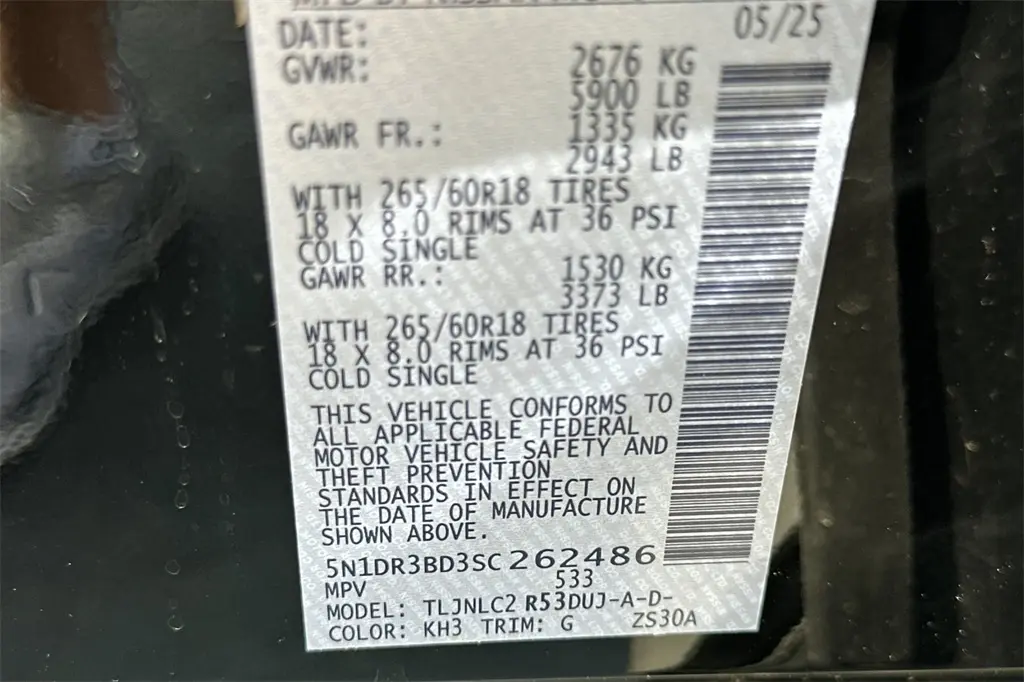 MFD BY NISSAN
DATE: 05/25
GVWR: 2676 KG
5900 LB
GAWR FR.: 1335 KG
2943 LB
WITH 265/60R18 TIRES
18 X 8.0 RIMS AT 36 PSI
COLD SINGLE
GAWR RR.: 1530 KG
3373 LB
WITH 265/60R18 TIRES
18 X 8.0 RIMS AT 36 PSI
COLD SINGLE
THIS VEHICLE CONFORMS TO
ALL APPLICABLE FEDERAL
MOTOR VEHICLE SAFETY AND
THEFT PREVENTION
STANDARDS IN EFFECT ON
THE DATE OF MANUFACTURE
SHOWN ABOVE.
5N1DR3BD3SC262486
MPV 533
MODEL: TLJNLC2 R53DUJ-A-D-
COLOR: KH3 TRIM: G ZS30A